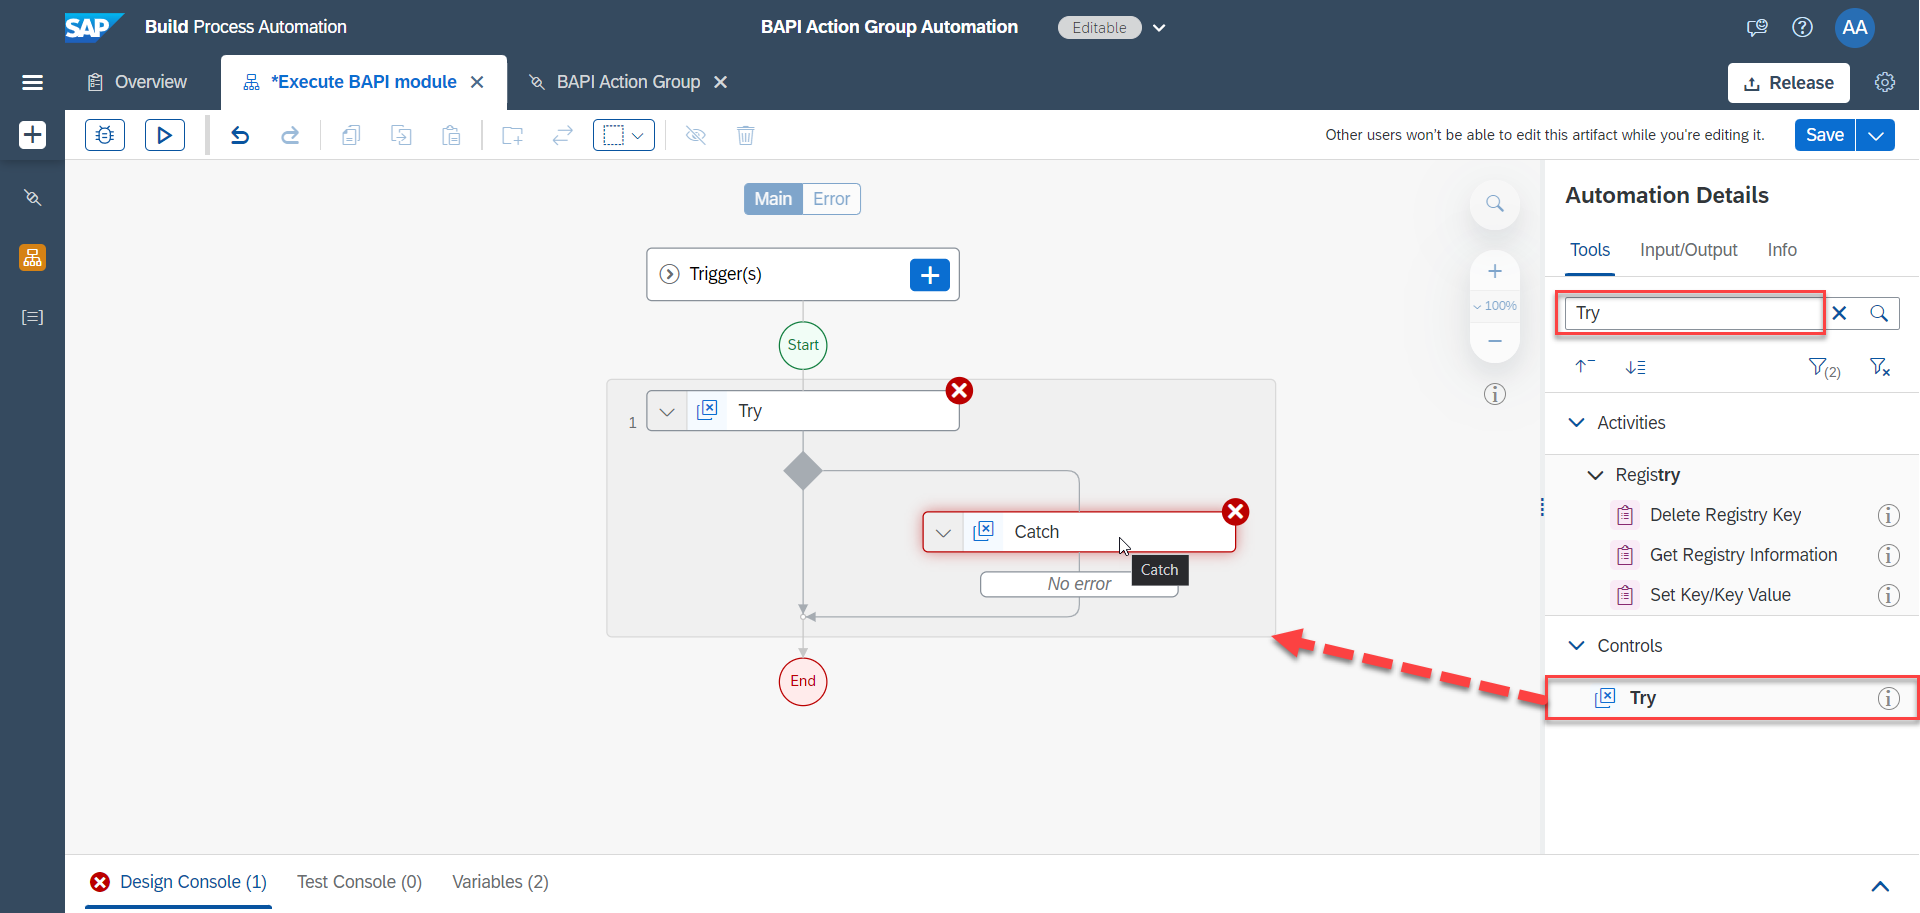 SAP Build Process Automation
BAPI Action Group Automation
Editable
AA
Overview
*Execute BAPI module
BAPI Action Group
Release
Other users won't be able to edit this artifact while you're editing it.
Save
Main
Error
Trigger(s)
Start
1
Try
Catch
Catch
No error
End
100%
Automation Details
Tools
Input/Output
Info
Try
(2)
Activities
Registry
Delete Registry Key
Get Registry Information
Set Key/Key Value
Controls
Try
Design Console (1)
Test Console (0)
Variables (2)